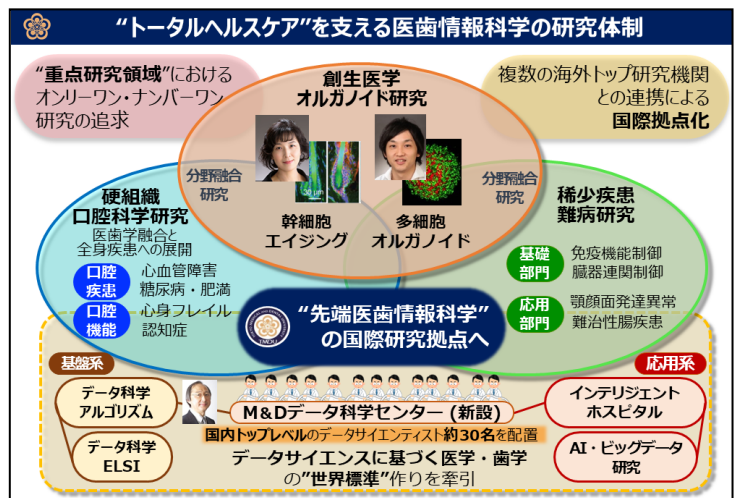 “トータルヘルスケア”を支える医歯情報科学の研究体制
“重点研究領域”における
オンリーワン・ナンバーワン
研究の追求
創生医学
オルガノイド研究
複数の海外トップ研究機関
との連携による
国際拠点化
分野融合
研究
30 μm
幹細胞
エイジング
多細胞
オルガノイド
分野融合
研究
硬組織
口腔科学研究
医歯学融合と
全身疾患への展開
口腔
疾患
心血管障害
糖尿病・肥満
口腔
機能
心身フレイル
認知症
稀少疾患
難病研究
基礎
部門
免疫機能制御
臓器連関制御
応用
部門
顎顔面発達異常
難治性腸疾患
TMDU
“先端医歯情報科学”
の国際研究拠点へ
基盤系
データ科学
アルゴリズム
データ科学
ELSI
M&Dデータ科学センター (新設)
国内トップレベルのデータサイエンティスト約30名を配置
データサイエンスに基づく医学・歯学
の”世界標準”作りを牽引
応用系
インテリジェント
ホスピタル
AI・ビッグデータ
研究